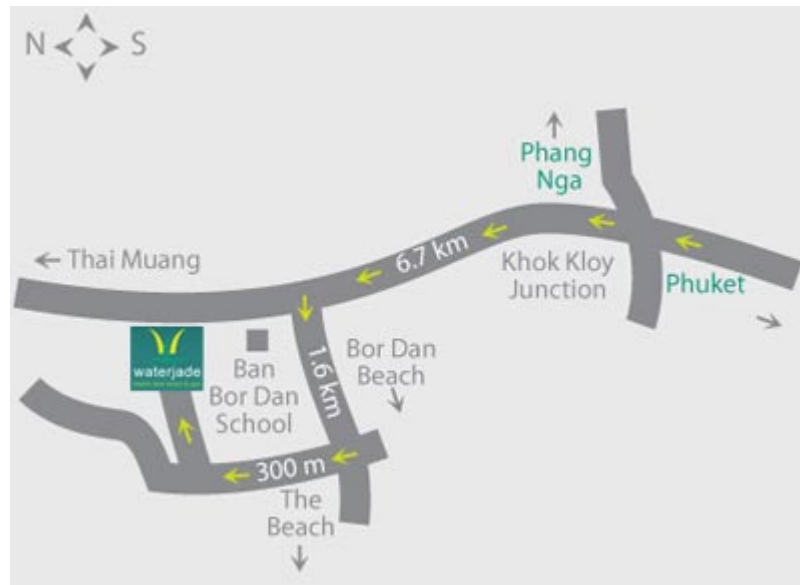 N S
Phang
Nga
6.7 km
Thai Muang
Khok Kloy
Junction
Phuket
waterjade
Ban
Bor Dan
School
1.6 km
Bor Dan
Beach
300 m
The
Beach